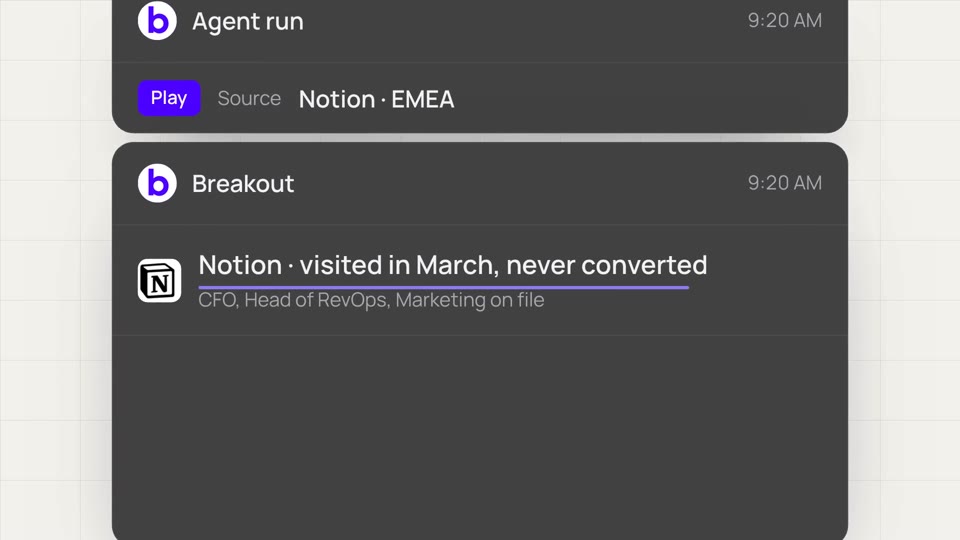 b Agent run 9:20 AM
Play Source Notion · EMEA
b Breakout 9:20 AM
N Notion · visited in March, never converted
CFO, Head of RevOps, Marketing on file